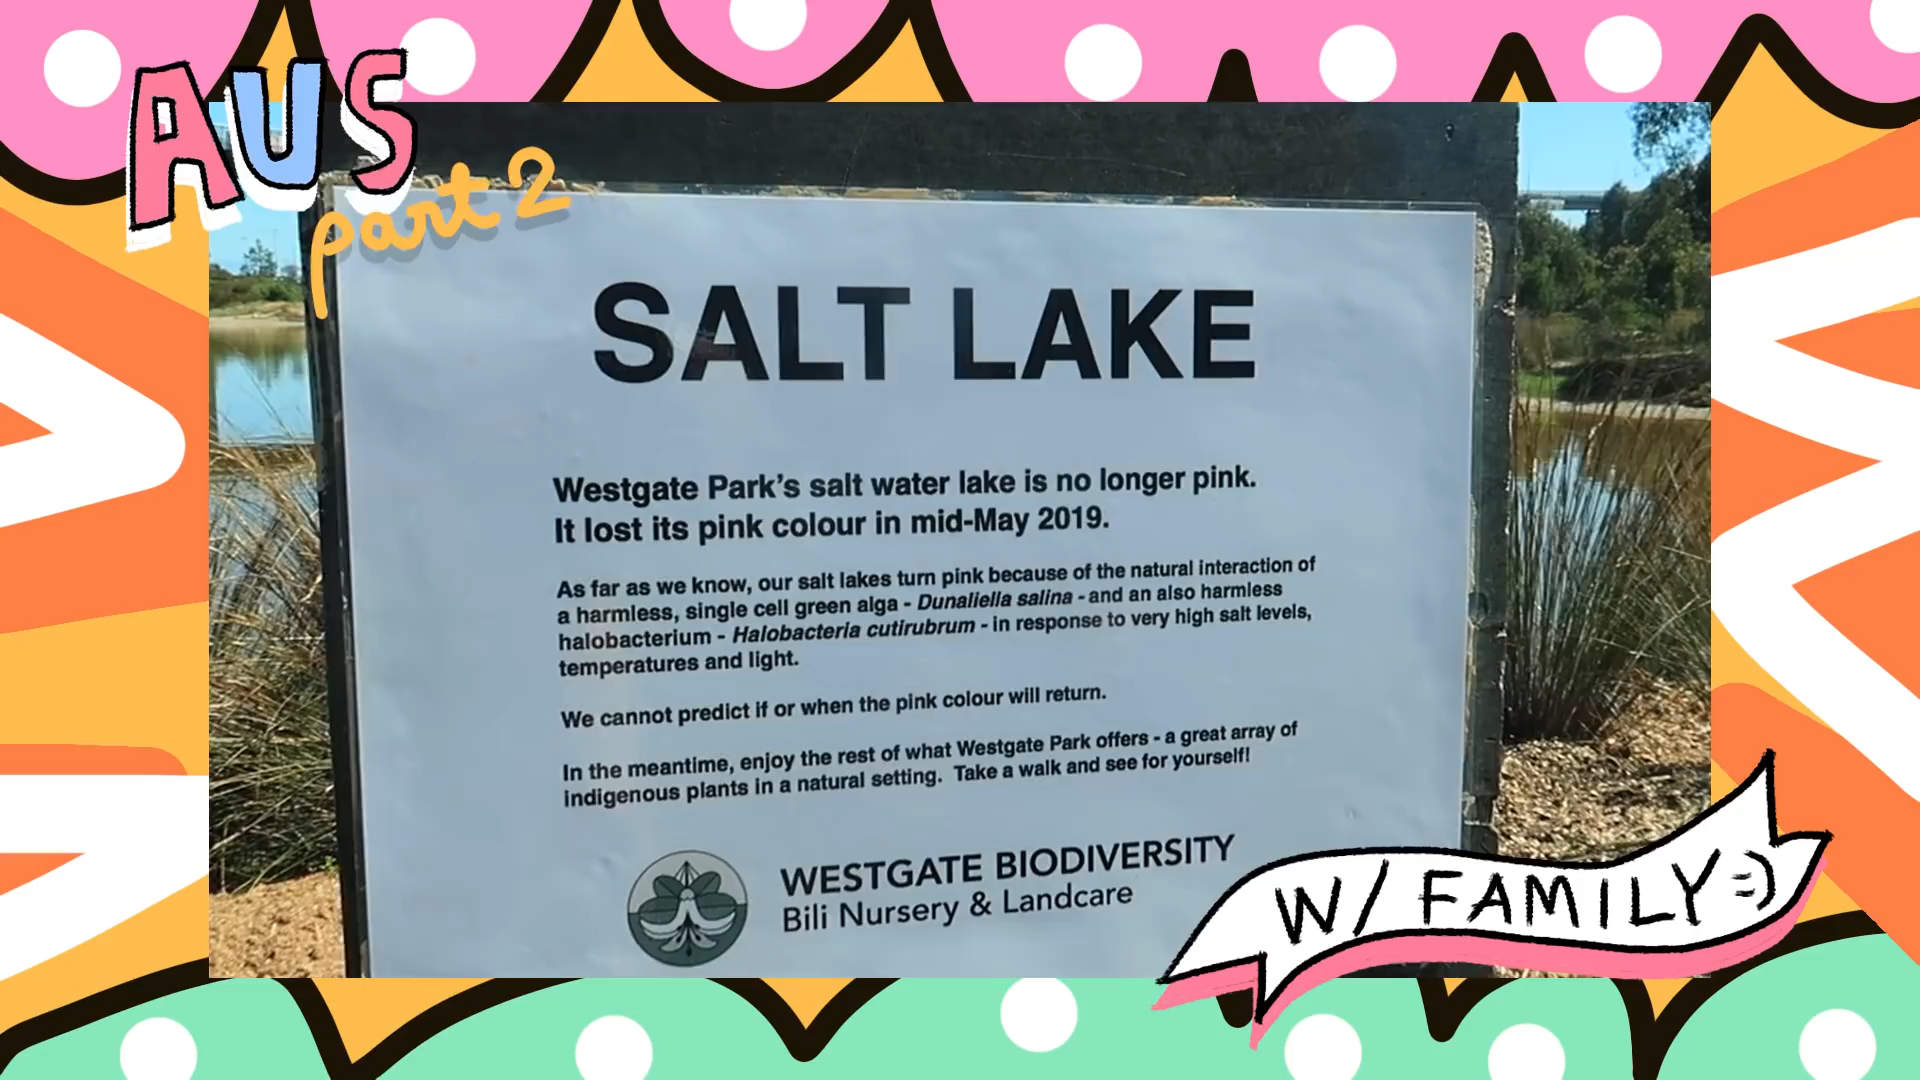 AUS
part 2
SALT LAKE
Westgate Park's salt water lake is no longer pink.
It lost its pink colour in mid-May 2019.
As far as we know, our salt lakes turn pink because of the natural interaction of
a harmless, single cell green alga - Dunaliella salina - and an also harmless
halobacterium - Halobacteria cutirubrum - in response to very high salt levels,
temperatures and light.
We cannot predict if or when the pink colour will return.
In the meantime, enjoy the rest of what Westgate Park offers - a great array of
indigenous plants in a natural setting. Take a walk and see for yourself!
WESTGATE BIODIVERSITY
Bili Nursery & Landcare
W/ FAMILY :)